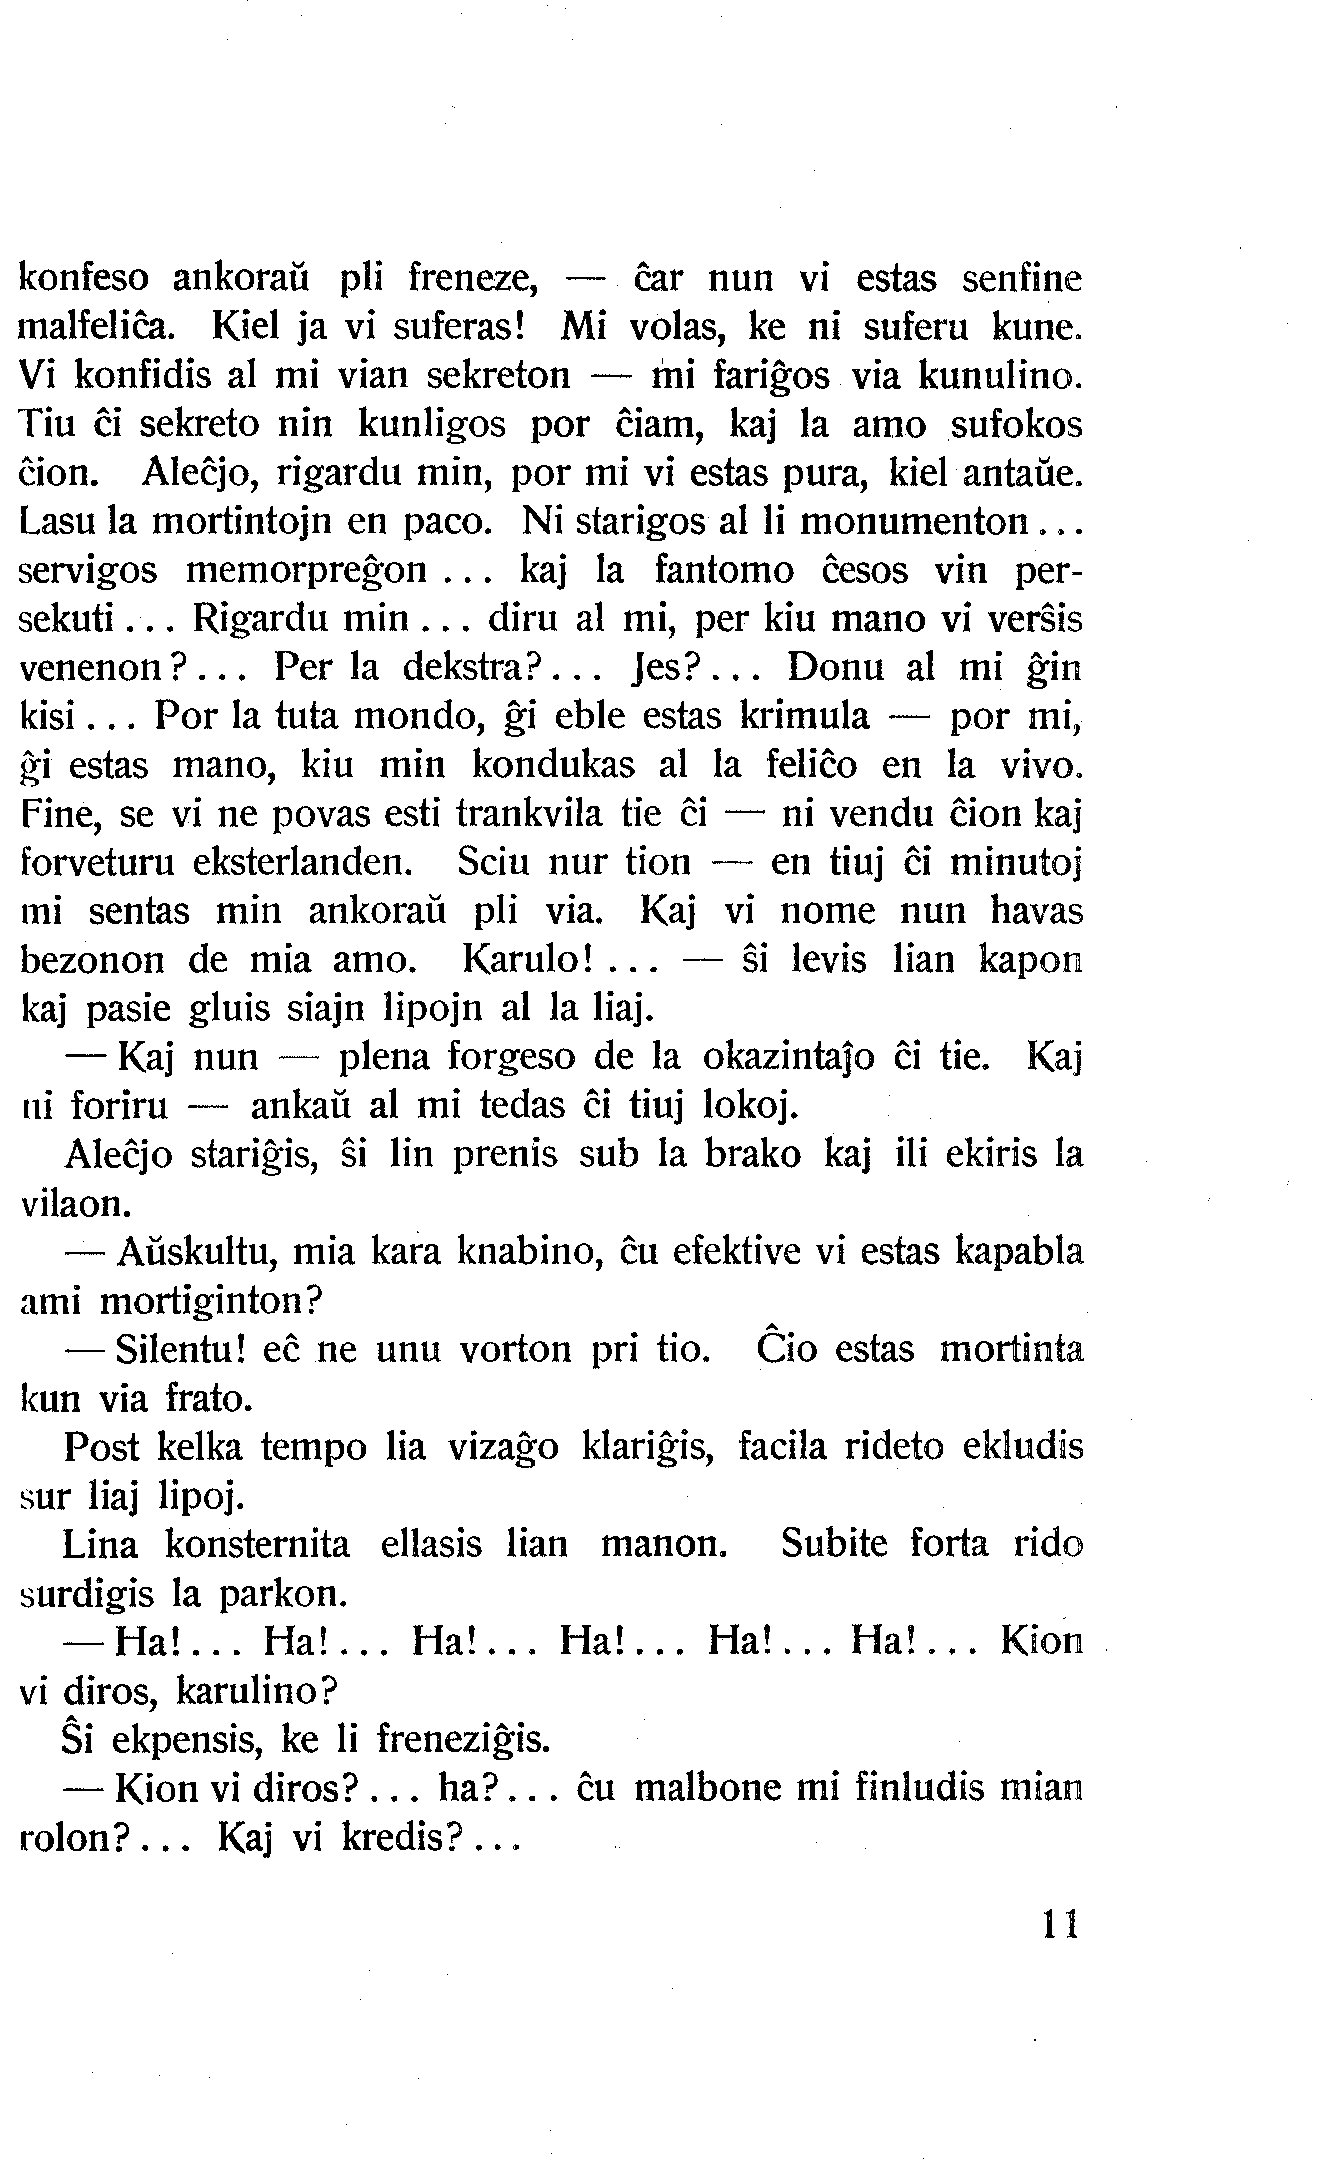 konfeso ankoraŭ pli freneze, — ĉar nun vi estas senfine
malfeliĉa. Kiel ja vi suferas! Mi volas, ke ni suferu kune.
Vi konfidis al mi vian sekreton — mi fariĝos via kunulino.
Tiu ĉi sekreto nin kunligos por ĉiam, kaj la amo sufokos
ĉion. Aleĉjo, rigardu min, por mi vi estas pura, kiel antaŭe.
Lasu la mortintojn en paco. Ni starigos al li monumenton...
servigos memorpreĝon... kaj la fantomo ĉesos vin per-
sekuti... Rigardu min... diru al mi, per kiu mano vi verŝis
venenon?... Per la dekstra?... Jes?... Donu al mi ĝin
kisi... Por la tuta mondo, ĝi eble estas krimula — por mi,
ĝi estas mano, kiu min kondukas al la feliĉo en la vivo.
Fine, se vi ne povas esti trankvila tie ĉi — ni vendu ĉion kaj
forveturu eksterlanden. Sciu nur tion — en tiuj ĉi minutoj
mi sentas min ankoraŭ pli via. Kaj vi nome nun havas
bezonon de mia amo. Karulo!... — ŝi levis lian kapon
kaj pasie gluis siajn lipojn al la liaj.
— Kaj nun — plena forgeso de la okazintaĵo ĉi tie. Kaj
ni foriru — ankaŭ al mi tedas ĉi tiuj lokoj.
Aleĉjo stariĝis, ŝi lin prenis sub la brako kaj ili ekiris la
vilaon.
— Aŭskultu, mia kara knabino, ĉu efektive vi estas kapabla
ami mortiginton?
— Silentu! eĉ ne unu vorton pri tio. Ĉio estas mortinta
kun via frato.
Post kelka tempo lia vizaĝo klariĝis, facila rideto ekludis
sur liaj lipoj.
Lina konsternita ellasis lian manon. Subite forta rido
surdigis la parkon.
— Ha!... Ha!... Ha!... Ha!... Ha!... Ha!... Kion
vi diros, karulino?
Ŝi ekpensis, ke li freneziĝis.
— Kion vi diros?... ha?... ĉu malbone mi finludis mian
rolon?... Kaj vi kredis?...
11